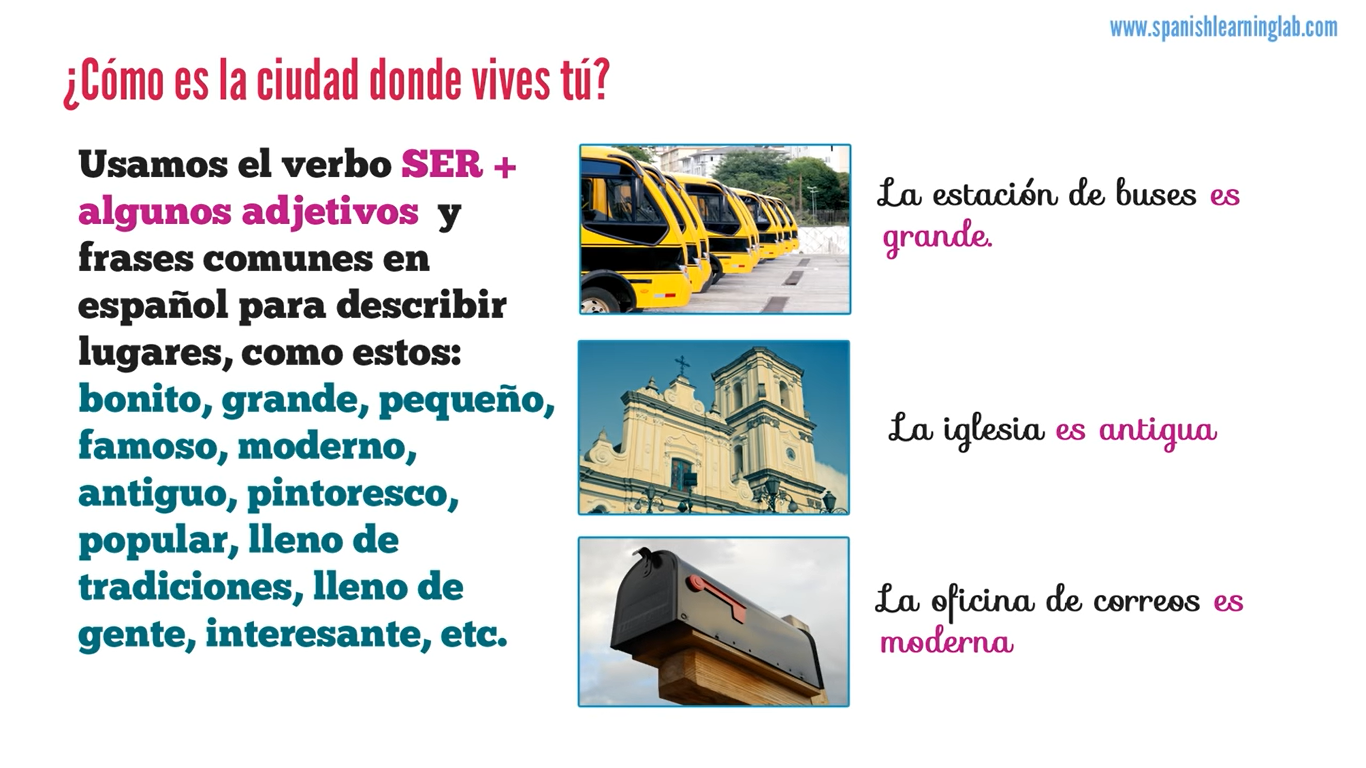 www.spanishlearninglab.com
¿Cómo es la ciudad donde vives tú?
Usamos el verbo SER +
algunos adjetivos y
frases comunes en
español para describir
lugares, como estos:
bonito, grande, pequeño,
famoso, moderno,
antiguo, pintoresco,
popular, lleno de
tradiciones, lleno de
gente, interesante, etc.
La estación de buses es
grande.
La iglesia es antigua
La oficina de correos es
moderna